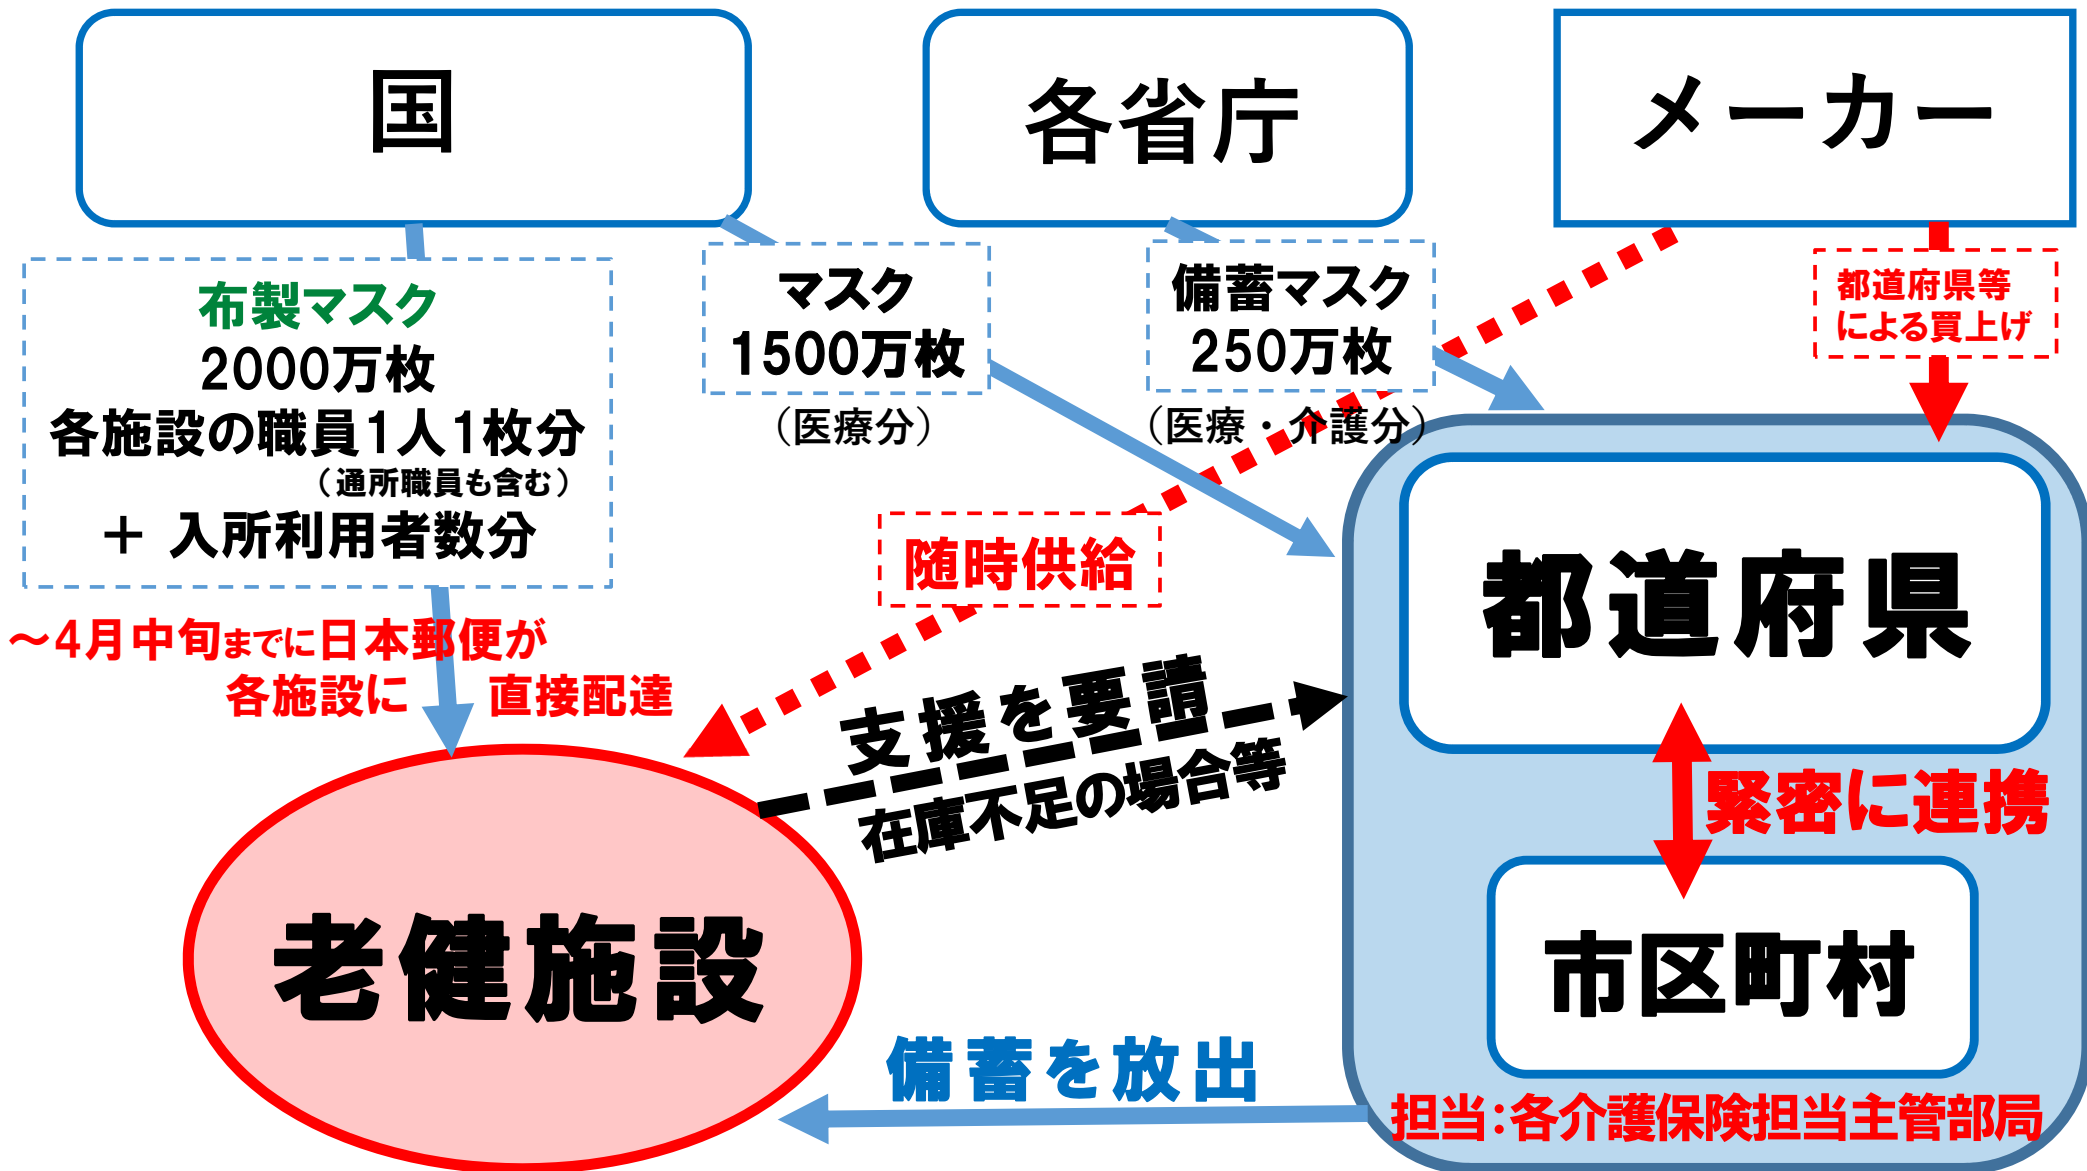 国
各省庁
メーカー
布製マスク
2000万枚
各施設の職員1人1枚分
（通所職員も含む）
＋ 入所利用者数分
マスク
1500万枚
（医療分）
備蓄マスク
250万枚
（医療・介護分）
都道府県等
による買上げ
随時供給
～4月中旬までに日本郵便が
各施設に 直接配達
支援を要請
在庫不足の場合等
都道府県
緊密に連携
市区町村
老健施設
備蓄を放出
担当：各介護保険担当主管部局